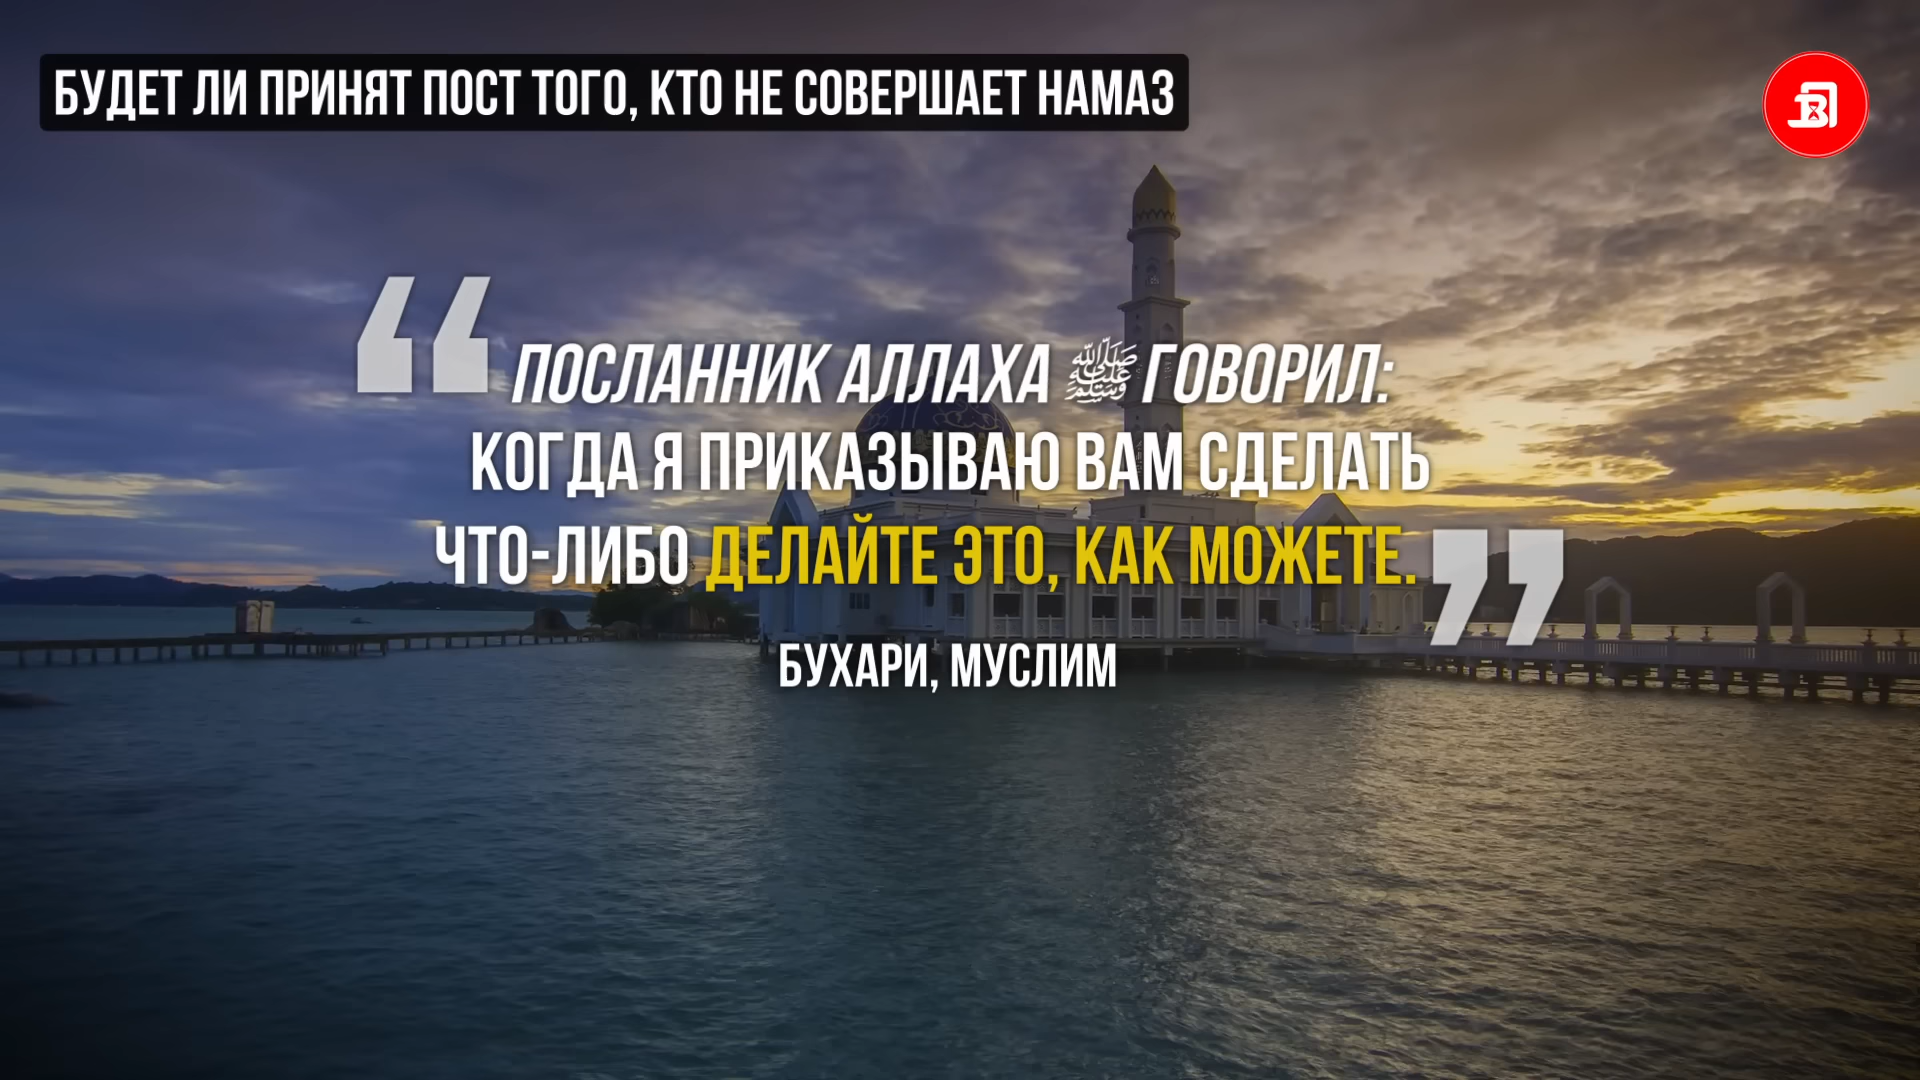 БУДЕТ ЛИ ПРИНЯТ ПОСТ ТОГО, КТО НЕ СОВЕРШАЕТ НАМАЗ
“ ПОСЛАННИК АЛЛАХА ﷺ ГОВОРИЛ:
КОГДА Я ПРИКАЗЫВАЮ ВАМ СДЕЛАТЬ
ЧТО-ЛИБО ДЕЛАЙТЕ ЭТО, КАК МОЖЕТЕ. ”
БУХАРИ, МУСЛИМ